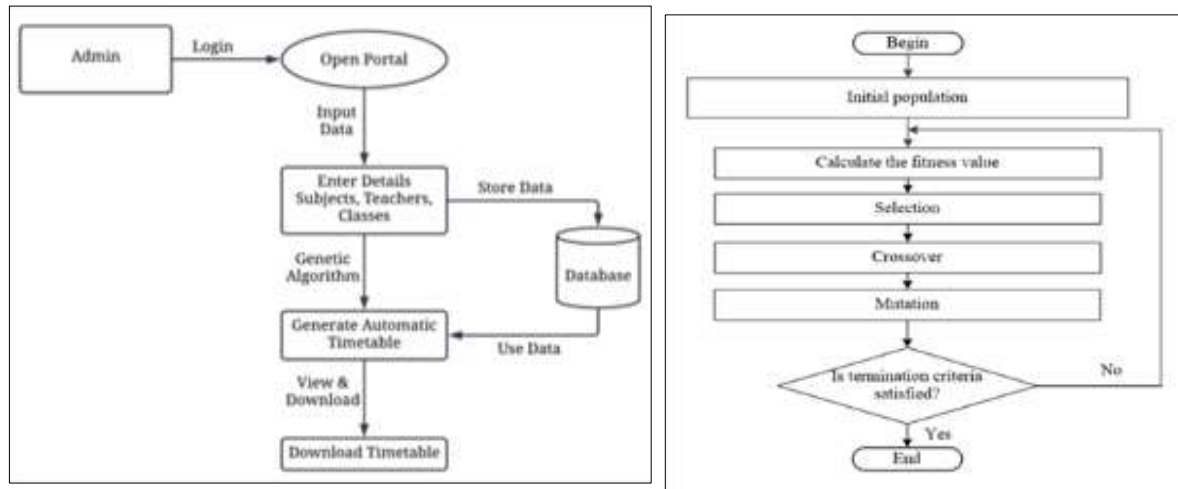 Admin
Login
Open Portal
Input
Data
Enter Details
Subjects, Teachers,
Classes
Store Data
Database
Genetic
Algorithm
Generate Automatic
Timetable
Use Data
View &
Download
Download Timetable
Begin
Initial population
Calculate the fitness value
Selection
Crossover
Mutation
Is termination criteria
satisfied?
No
Yes
End